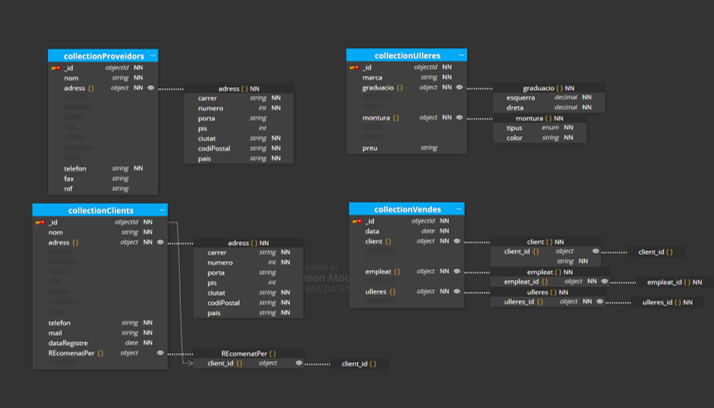 collectionProveidors ...
_id objectId NN
nom string NN
adress { } object NN
telefon string NN
fax string
nif string
adress { } NN
carrer string NN
numero int NN
porta string
pis int
ciutat string NN
codiPostal string NN
pais string NN
collectionUlleres ...
_id objectId NN
marca string NN
graduacio { } object NN
montura { } object NN
preu string
graduacio { } NN
esquerra decimal NN
dreta decimal NN
montura { } NN
tipus enum NN
color string NN
collectionClients ...
_id objectId NN
nom string NN
adress { } object NN
telefon string NN
mail string NN
dataRegistre date NN
REcomenatPer { } object
adress { } NN
carrer string NN
numero int NN
porta string
pis int
ciutat string NN
codiPostal string NN
pais string NN
REcomenatPer { }
client_id { } object
client_id { }
collectionVendes ...
_id objectId NN
data date NN
client { } object NN
empleat { } object NN
ulleres { } object NN
client { } NN
client_id { } object
string NN
client_id { }
empleat { } NN
empleat_id { } object NN
empleat_id { } NN
ulleres { } NN
ulleres_id { } object NN
ulleres_id { } NN